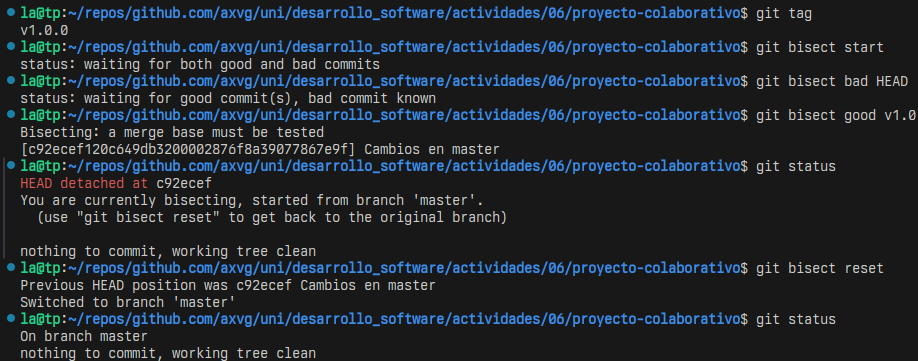 la@tp:~/repos/github.com/axvg/uni/desarrollo_software/actividades/06/proyecto-colaborativo$ git tag
v1.0.0
la@tp:~/repos/github.com/axvg/uni/desarrollo_software/actividades/06/proyecto-colaborativo$ git bisect start
status: waiting for both good and bad commits
la@tp:~/repos/github.com/axvg/uni/desarrollo_software/actividades/06/proyecto-colaborativo$ git bisect bad HEAD
status: waiting for good commit(s), bad commit known
la@tp:~/repos/github.com/axvg/uni/desarrollo_software/actividades/06/proyecto-colaborativo$ git bisect good v1.0
Bisecting: a merge base must be tested
[c92ecef120c649db3200002876f8a39077867e9f] Cambios en master
la@tp:~/repos/github.com/axvg/uni/desarrollo_software/actividades/06/proyecto-colaborativo$ git status
HEAD detached at c92ecef
You are currently bisecting, started from branch 'master'.
  (use "git bisect reset" to get back to the original branch)

nothing to commit, working tree clean
la@tp:~/repos/github.com/axvg/uni/desarrollo_software/actividades/06/proyecto-colaborativo$ git bisect reset
Previous HEAD position was c92ecef Cambios en master
Switched to branch 'master'
la@tp:~/repos/github.com/axvg/uni/desarrollo_software/actividades/06/proyecto-colaborativo$ git status
On branch master
nothing to commit, working tree clean